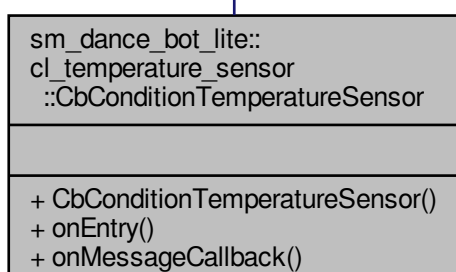 sm_dance_bot_lite::
cl_temperature_sensor
::CbConditionTemperatureSensor
+ CbConditionTemperatureSensor()
+ onEntry()
+ onMessageCallback()